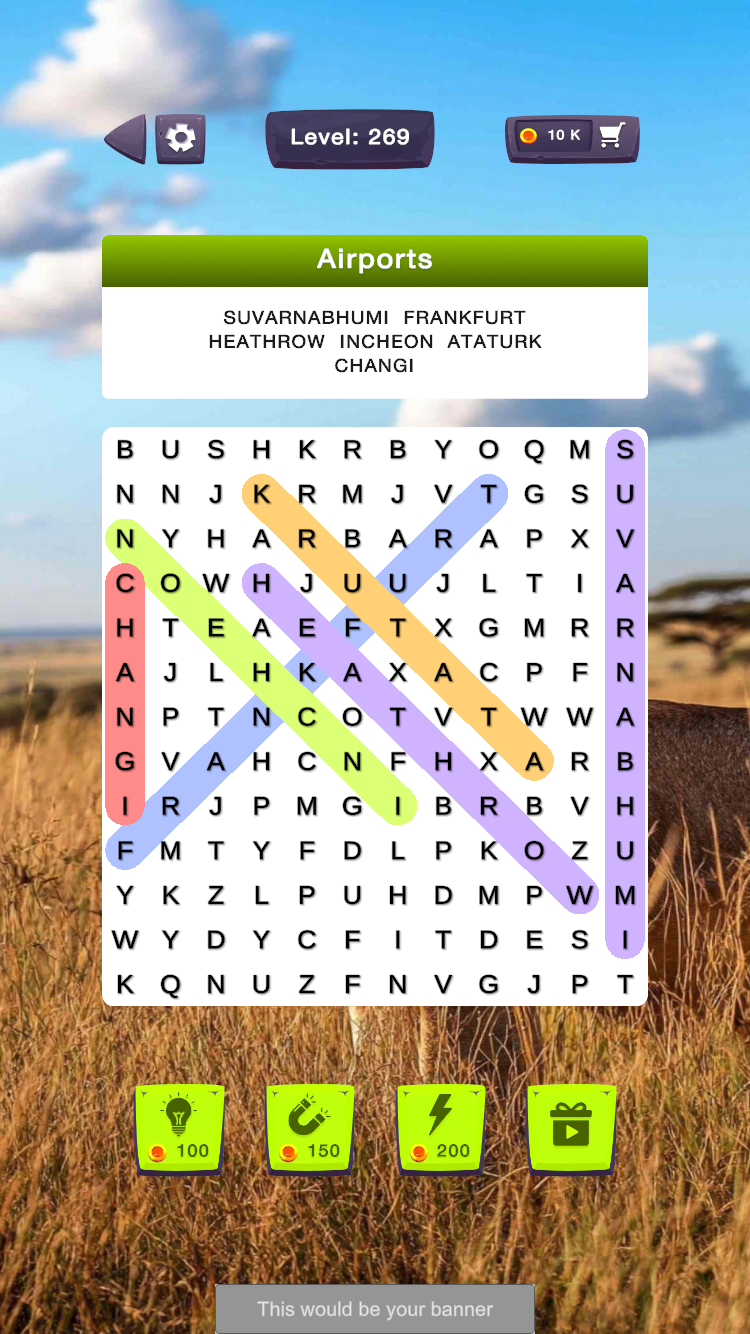 Level: 269
10 K
Airports
SUVARNABHUMI FRANKFURT
HEATHROW INCHEON ATATURK
CHANGI
B U S H K R B Y O Q M S
N N J K R M J V T G S U
N Y H A R B A R A P X V
C O W H J U U J L T I A
H T E A E F T X G M R R
A J L H K A X A C P F N
N P T N C O T V T W W A
G V A H C N F H X A R B
I R J P M G I B R B V H
F M T Y F D L P K O Z U
Y K Z L P U H D M P W M
W Y D Y C F I T D E S I
K Q N U Z F N V G J P T
100 150 200
This would be your banner